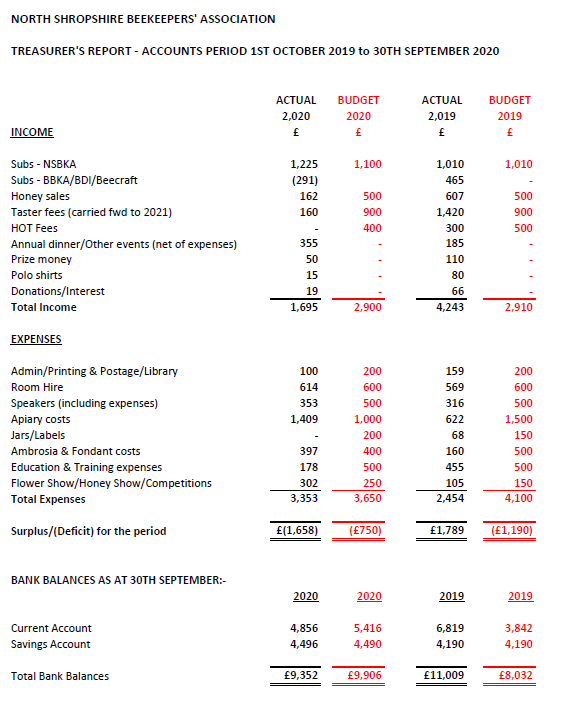 NORTH SHROPSHIRE BEEKEEPERS' ASSOCIATION
TREASURER'S REPORT - ACCOUNTS PERIOD 1ST OCTOBER 2019 to 30TH SEPTEMBER 2020
ACTUAL BUDGET ACTUAL BUDGET
2,020 2020 2,019 2019
INCOME £ £ £ £
Subs - NSBKA 1,225 1,100 1,010 1,010
Subs - BBKA/BDI/Beecraft (291) 465 -
Honey sales 162 500 607 500
Taster fees (carried fwd to 2021) 160 900 1,420 900
HOT Fees - 400 300 500
Annual dinner/Other events (net of expenses) 355 - 185 -
Prize money 50 - 110 -
Polo shirts 15 - 80 -
Donations/Interest 19 - 66 -
Total Income 1,695 2,900 4,243 2,910
EXPENSES
Admin/Printing & Postage/Library 100 200 159 200
Room Hire 614 600 569 600
Speakers (including expenses) 353 500 316 500
Apiary costs 1,409 1,000 622 1,500
Jars/Labels - 200 68 150
Ambrosia & Fondant costs 397 400 160 500
Education & Training expenses 178 500 455 500
Flower Show/Honey Show/Competitions 302 250 105 150
Total Expenses 3,353 3,650 2,454 4,100
Surplus/(Deficit) for the period £(1,658) (£750) £1,789 (£1,190)
BANK BALANCES AS AT 30TH SEPTEMBER:-
2020 2020 2019 2019
Current Account 4,856 5,416 6,819 3,842
Savings Account 4,496 4,490 4,190 4,190
Total Bank Balances £9,352 £9,906 £11,009 £8,032